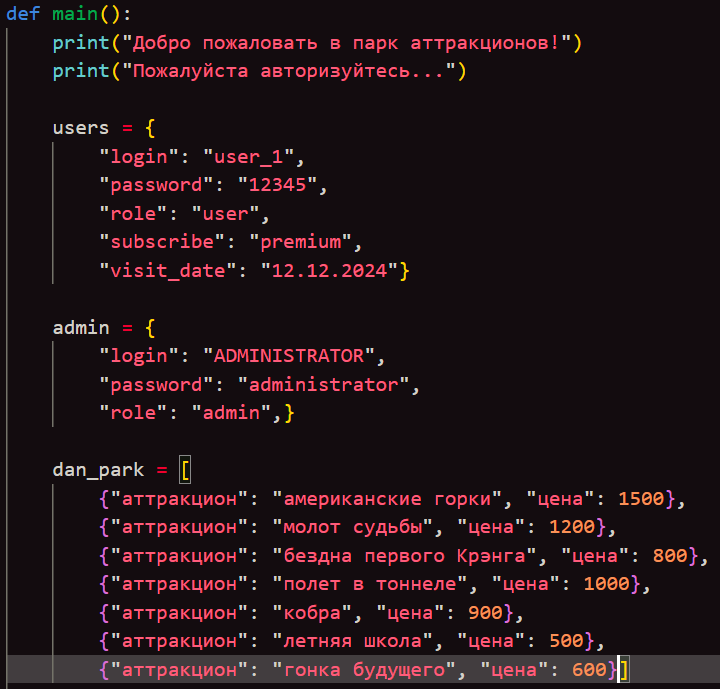 def main():
    print("Добро пожаловать в парк аттракционов!")
    print("Пожалуйста авторизуйтесь...")
    users = {
        "login": "user_1",
        "password": "12345",
        "role": "user",
        "subscribe": "premium",
        "visit_date": "12.12.2024"}
    admin = {
        "login": "ADMINISTRATOR",
        "password": "administrator",
        "role": "admin",}
    dan_park = [
        {"аттракцион": "американские горки", "цена": 1500},
        {"аттракцион": "молот судьбы", "цена": 1200},
        {"аттракцион": "бездна первого Крэнга", "цена": 800},
        {"аттракцион": "полет в тоннеле", "цена": 1000},
        {"аттракцион": "кобра", "цена": 900},
        {"аттракцион": "летняя школа", "цена": 500},
        {"аттракцион": "гонка будущего", "цена": 600}]